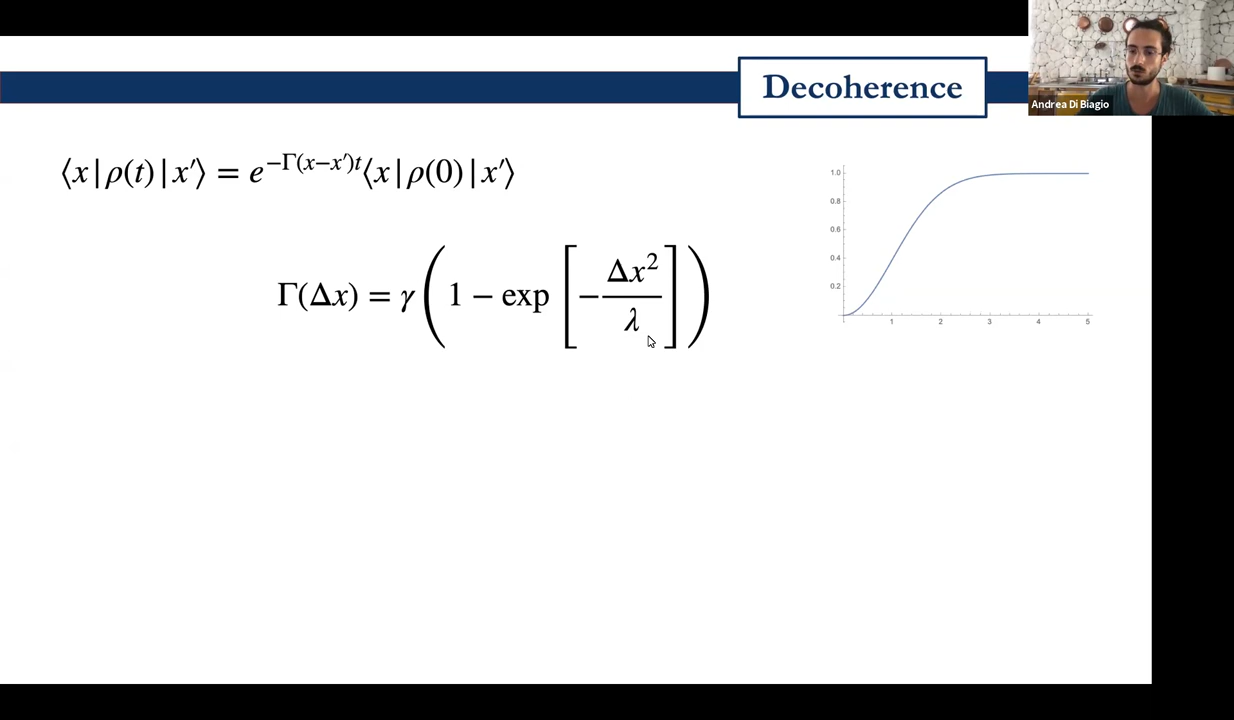 Decoherence
Andrea Di Biagio
⟨x|ρ(t)|x′⟩ = e^{−Γ(x−x′)t}⟨x|ρ(0)|x′⟩
Γ(Δx) = γ(1 − exp[−Δx²/λ])
1.0
0.8
0.6
0.4
0.2
1 2 3 4 5